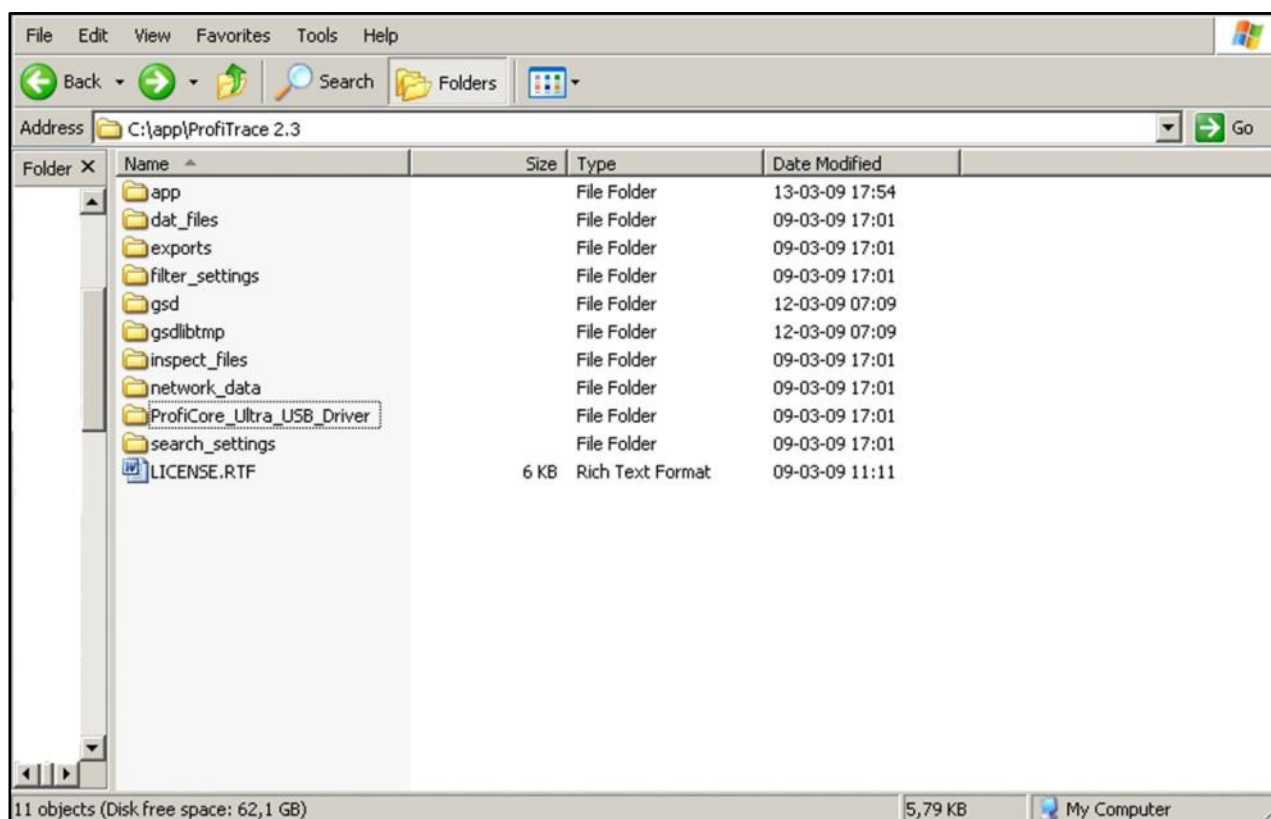 File Edit View Favorites Tools Help
Back Search Folders
Address C:\app\ProfiTrace 2.3 Go
Folder X Name Size Type Date Modified
app File Folder 13-03-09 17:54
dat_files File Folder 09-03-09 17:01
exports File Folder 09-03-09 17:01
filter_settings File Folder 09-03-09 17:01
gsd File Folder 12-03-09 07:09
gsdlibtmp File Folder 12-03-09 07:09
inspect_files File Folder 09-03-09 17:01
network_data File Folder 09-03-09 17:01
ProfiCore_Ultra_USB_Driver File Folder 09-03-09 17:01
search_settings File Folder 09-03-09 17:01
LICENSE.RTF 6 KB Rich Text Format 09-03-09 11:11
11 objects (Disk free space: 62,1 GB) 5,79 KB My Computer